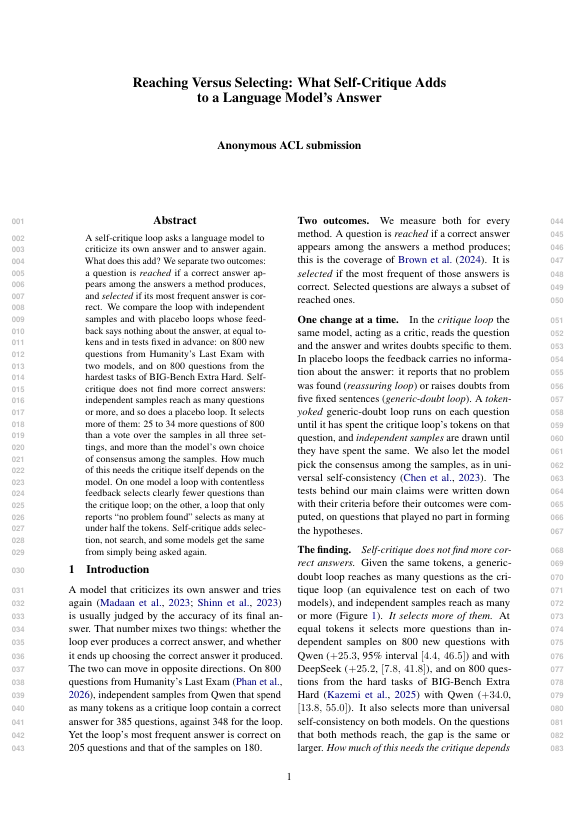 Reaching Versus Selecting: What Self-Critique Adds
to a Language Model's Answer
Anonymous ACL submission
Abstract
001
A self-critique loop asks a language model to
002
criticize its own answer and to answer again.
003
What does this add? We separate two outcomes:
004
a question is reached if a correct answer ap-
005
pears among the answers a method produces,
006
and selected if its most frequent answer is cor-
007
rect. We compare the loop with independent
008
samples and with placebo loops whose feed-
009
back says nothing about the answer, at equal to-
010
kens and in tests fixed in advance: on 800 new
011
questions from Humanity's Last Exam with
012
two models, and on 800 questions from the
013
hardest tasks of BIG-Bench Extra Hard. Self-
014
critique does not find more correct answers:
015
independent samples reach as many questions
016
or more, and so does a placebo loop. It selects
017
more of them: 25 to 34 more questions of 800
018
than a vote over the samples in all three set-
019
tings, and more than the model's own choice
020
of consensus among the samples. How much
021
of this needs the critique itself depends on the
022
model. On one model a loop with contentless
023
feedback selects clearly fewer questions than
024
the critique loop; on the other, a loop that only
025
reports "no problem found" selects as many at
026
under half the tokens. Self-critique adds selec-
027
tion, not search, and some models get the same
028
from simply being asked again.
029
1 Introduction
030
A model that criticizes its own answer and tries
031
again (Madaan et al., 2023; Shinn et al., 2023)
032
is usually judged by the accuracy of its final an-
033
swer. That number mixes two things: whether the
034
loop ever produces a correct answer, and whether
035
it ends up choosing the correct answer it produced.
036
The two can move in opposite directions. On 800
037
questions from Humanity's Last Exam (Phan et al.,
038
2026), independent samples from Qwen that spend
039
as many tokens as a critique loop contain a correct
040
answer for 385 questions, against 348 for the loop.
041
Yet the loop's most frequent answer is correct on
042
205 questions and that of the samples on 180.
043
Two outcomes. We measure both for every
044
method. A question is reached if a correct answer
045
appears among the answers a method produces;
046
this is the coverage of Brown et al. (2024). It is
047
selected if the most frequent of those answers is
048
correct. Selected questions are always a subset of
049
reached ones.
050
One change at a time. In the critique loop the
051
same model, acting as a critic, reads the question
052
and the answer and writes doubts specific to them.
053
In placebo loops the feedback carries no informa-
054
tion about the answer: it reports that no problem
055
was found (reassuring loop) or raises doubts from
056
five fixed sentences (generic-doubt loop). A token-
057
yoked generic-doubt loop runs on each question
058
until it has spent the critique loop's tokens on that
059
question, and independent samples are drawn until
060
they have spent the same. We also let the model
061
pick the consensus among the samples, as in uni-
062
versal self-consistency (Chen et al., 2023). The
063
tests behind our main claims were written down
064
with their criteria before their outcomes were com-
065
puted, on questions that played no part in forming
066
the hypotheses.
067
The finding. Self-critique does not find more cor-
068
rect answers. Given the same tokens, a generic-
069
doubt loop reaches as many questions as the cri-
070
tique loop (an equivalence test on each of two
071
models), and independent samples reach as many
072
or more (Figure 1). It selects more of them. At
073
equal tokens it selects more questions than in-
074
dependent samples on 800 new questions with
075
Qwen (+25.3, 95% interval [4.4, 46.5]) and with
076
DeepSeek (+25.2, [7.8, 41.8]), and on 800 ques-
077
tions from the hard tasks of BIG-Bench Extra
078
Hard (Kazemi et al., 2025) with Qwen (+34.0,
079
[13.8, 55.0]). It also selects more than universal
080
self-consistency on both models. On the questions
081
that both methods reach, the gap is the same or
082
larger. How much of this needs the critique depends
083
1